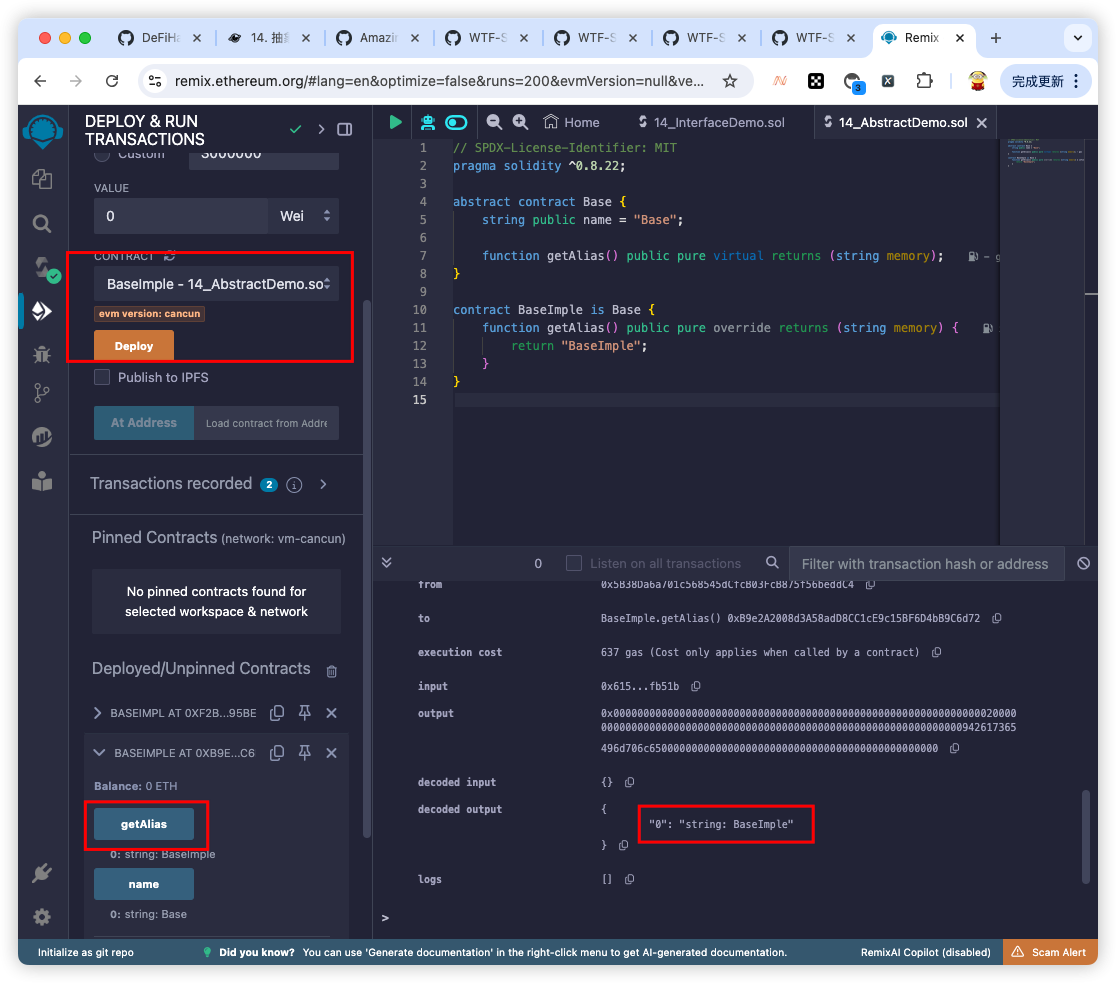 DeFiHa
14. 抽象
Amazin
WTF-S
WTF-S
WTF-S
WTF-S
Remix
remix.ethereum.org/#lang=en&optimize=false&runs=200&evmVersion=null&ve...
3
完成更新
DEPLOY & RUN
TRANSACTIONS
Custom
3000000
VALUE
0
Wei
CONTRACT
BaseImple - 14_AbstractDemo.so
evm version: cancun
Deploy
Publish to IPFS
At Address
Load contract from Addre
Transactions recorded 2
Pinned Contracts (network: vm-cancun)
No pinned contracts found for
selected workspace & network
Deployed/Unpinned Contracts
BASEIMPL AT 0XF2B...95BE
BASEIMPLE AT 0XB9E...C6
Balance: 0 ETH
getAlias
0: string: BaseImple
name
0: string: Base
Home
14_InterfaceDemo.sol
14_AbstractDemo.sol
1 // SPDX-License-Identifier: MIT
2 pragma solidity ^0.8.22;
3
4 abstract contract Base {
5 string public name = "Base";
6
7 function getAlias() public pure virtual returns (string memory); - g
8 }
9
10 contract BaseImple is Base {
11 function getAlias() public pure override returns (string memory) {
12 return "BaseImple";
13 }
14 }
15
0
Listen on all transactions
Filter with transaction hash or address
from 0x5B38Da6a701c568545dCfcB03FcB875f56beddC4
to BaseImple.getAlias() 0xB9e2A2008d3A58adD8CC1cE9c15BF6D4bB9C6d72
execution cost 637 gas (Cost only applies when called by a contract)
input 0x615...fb51b
output
decoded input {}
decoded output {
"0": "string: BaseImple"
}
logs []
>
Initialize as git repo
Did you know? You can use 'Generate documentation' in the right-click menu to get AI-generated documentation.
RemixAI Copilot (disabled)
Scam Alert